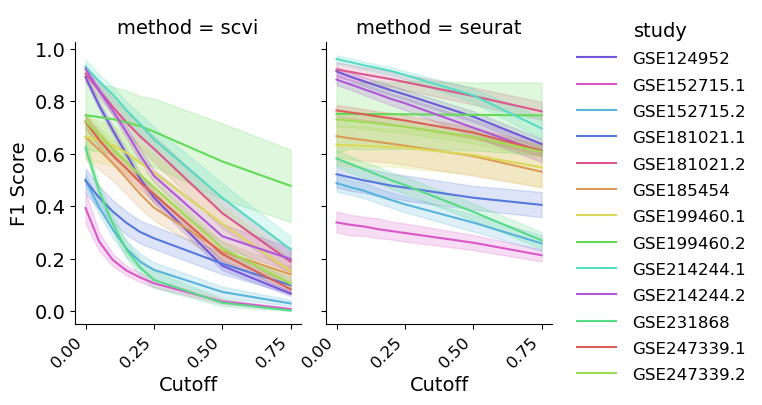 method = scvi
method = seurat
study
GSE124952
GSE152715.1
GSE152715.2
GSE181021.1
GSE181021.2
GSE185454
GSE199460.1
GSE199460.2
GSE214244.1
GSE214244.2
GSE231868
GSE247339.1
GSE247339.2
F1 Score
1.0
0.8
0.6
0.4
0.2
0.0
0.00
0.25
0.50
0.75
0.00
0.25
0.50
0.75
Cutoff
Cutoff